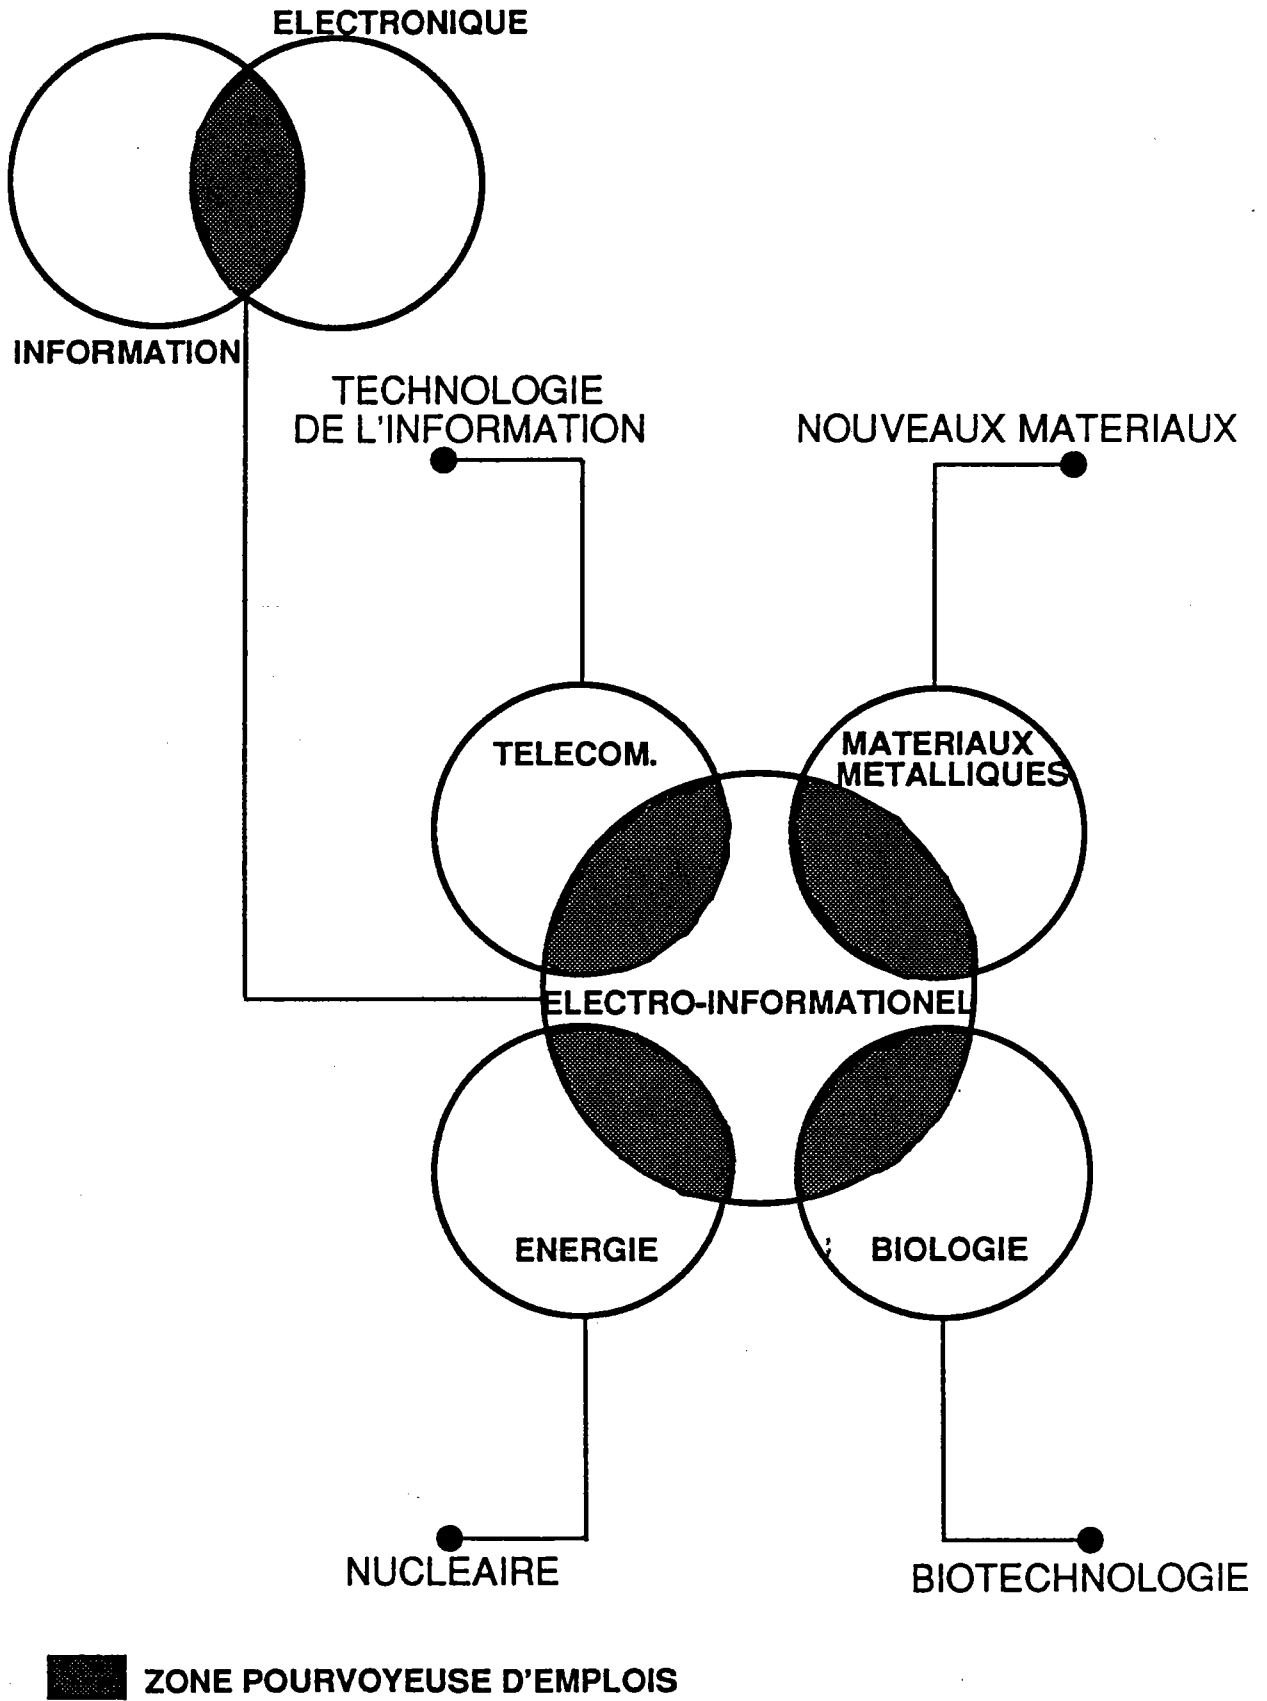 ELECTRONIQUE
INFORMATION
TECHNOLOGIE
DE L'INFORMATION
NOUVEAUX MATERIAUX
TELECOM.
MATERIAUX
METALLIQUES
ELECTRO-INFORMATIONEL
ENERGIE
BIOLOGIE
NUCLEAIRE
BIOTECHNOLOGIE
ZONE POURVOYEUSE D'EMPLOIS